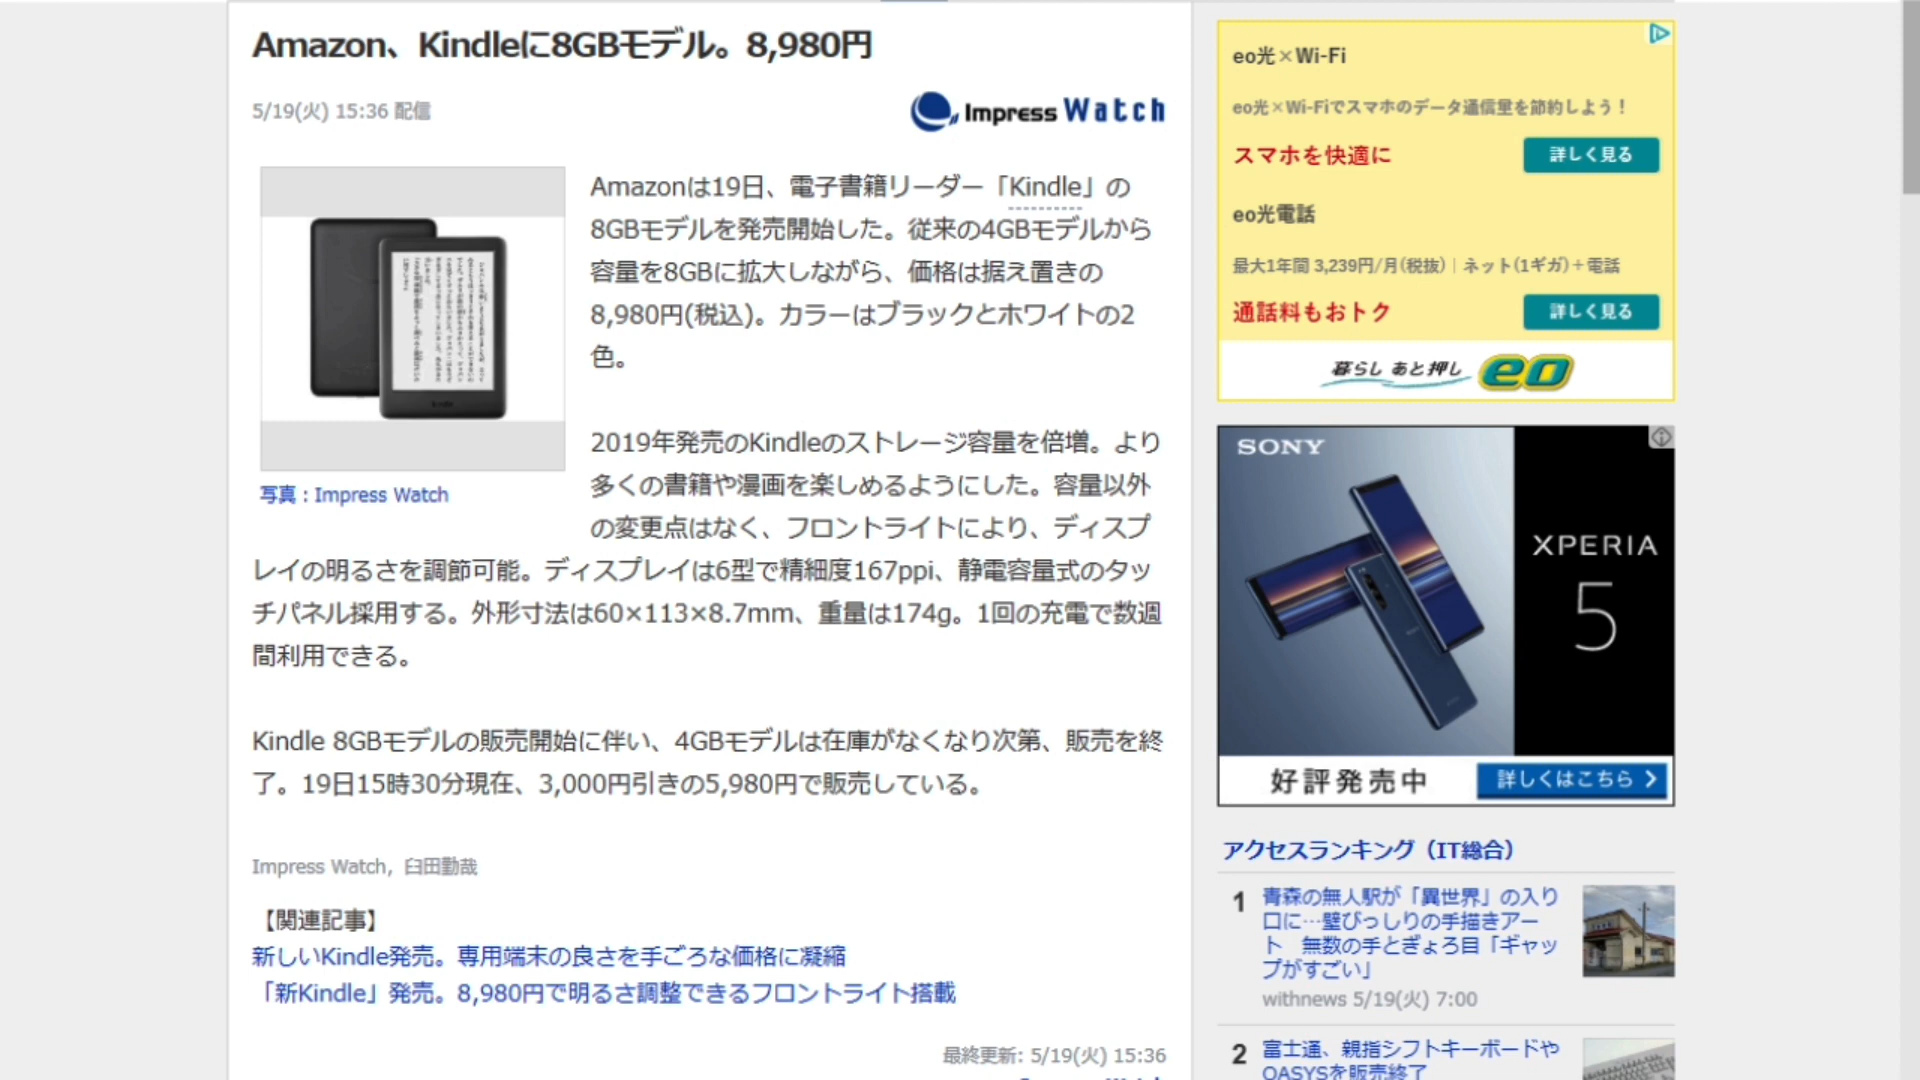 Amazon、Kindleに8GBモデル。8,980円
5/19(火) 15:36 配信
Impress Watch
Amazonは19日、電子書籍リーダー「Kindle」の
8GBモデルを発売開始した。従来の4GBモデルから
容量を8GBに拡大しながら、価格は据え置きの
8,980円(税込)。カラーはブラックとホワイトの2
色。
写真：Impress Watch
2019年発売のKindleのストレージ容量を倍増。より
多くの書籍や漫画を楽しめるようにした。容量以外
の変更点はなく、フロントライトにより、ディスプ
レイの明るさを調節可能。ディスプレイは6型で精細度167ppi、静電容量式のタッ
チパネル採用する。外形寸法は60×113×8.7mm、重量は174g。1回の充電で数週
間利用できる。
Kindle 8GBモデルの販売開始に伴い、4GBモデルは在庫がなくなり次第、販売を終
了。19日15時30分現在、3,000円引きの5,980円で販売している。
Impress Watch，臼田勤哉
【関連記事】
新しいKindle発売。専用端末の良さを手ごろな価格に凝縮
「新Kindle」発売。8,980円で明るさ調整できるフロントライト搭載
最終更新: 5/19(火) 15:36
eo光×Wi-Fi
eo光×Wi-Fiでスマホのデータ通信量を節約しよう！
スマホを快適に
詳しく見る
eo光電話
最大1年間 3,239円/月(税抜)｜ネット(1ギガ)＋電話
通話料もおトク
詳しく見る
暮らし あと押し eo
SONY
XPERIA
5
好評発売中
詳しくはこちら
アクセスランキング（IT総合）
1
青森の無人駅が「異世界」の入り
口に…壁びっしりの手描きアー
ト　無数の手とぎょろ目「ギャッ
プがすごい」
withnews 5/19(火) 7:00
2
富士通、親指シフトキーボードや
OASYSを販売終了